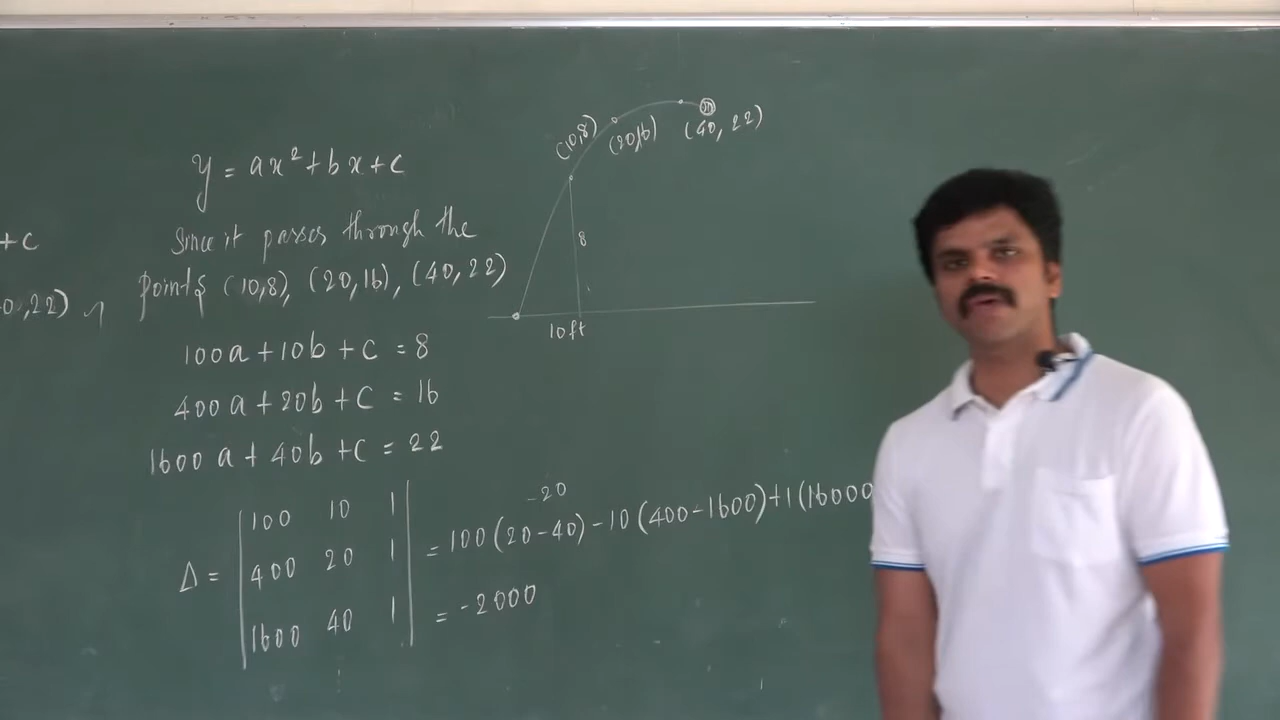 y = ax² + bx + c
Since it passes through the
points (10,8), (20,16), (40,22)
+ c
0,22) ,
100a + 10b + c = 8
400a + 20b + c = 16
1600a + 40b + c = 22
Δ = | 100 10 1 |
| 400 20 1 |
| 1600 40 1 |
-20
= 100(20-40) - 10(400-1600) + 1(16000
= -2000
(10,8)
(20,16)
(40,22)
8
10ft